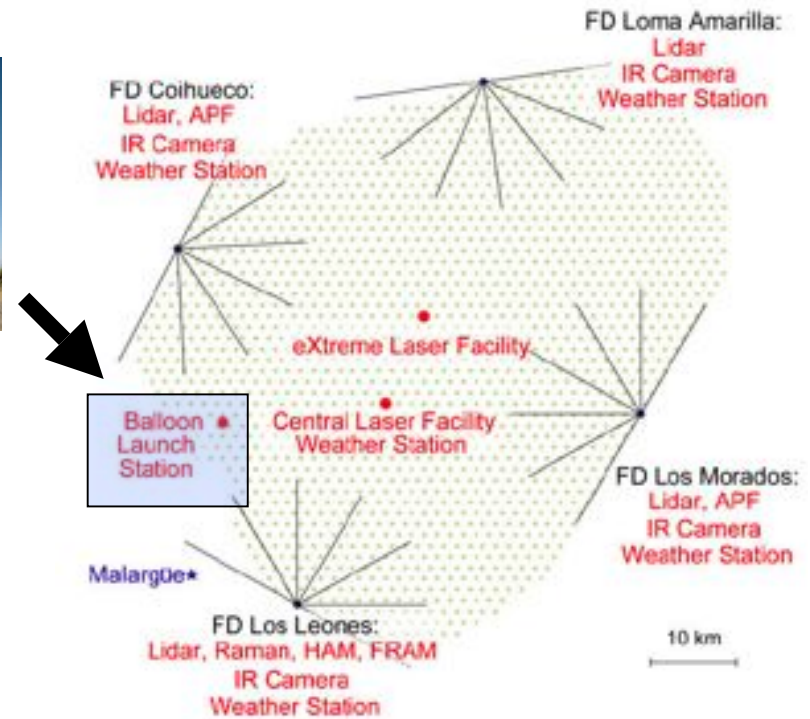 FD Loma Amarilla:
Lidar
IR Camera
Weather Station
FD Coihueco:
Lidar, APF
IR Camera
Weather Station
eXtreme Laser Facility
Balloon
Launch
Station
Central Laser Facility
Weather Station
FD Los Morados:
Lidar, APF
IR Camera
Weather Station
Malargüe★
FD Los Leones:
Lidar, Raman, HAM, FRAM
IR Camera
Weather Station
10 km